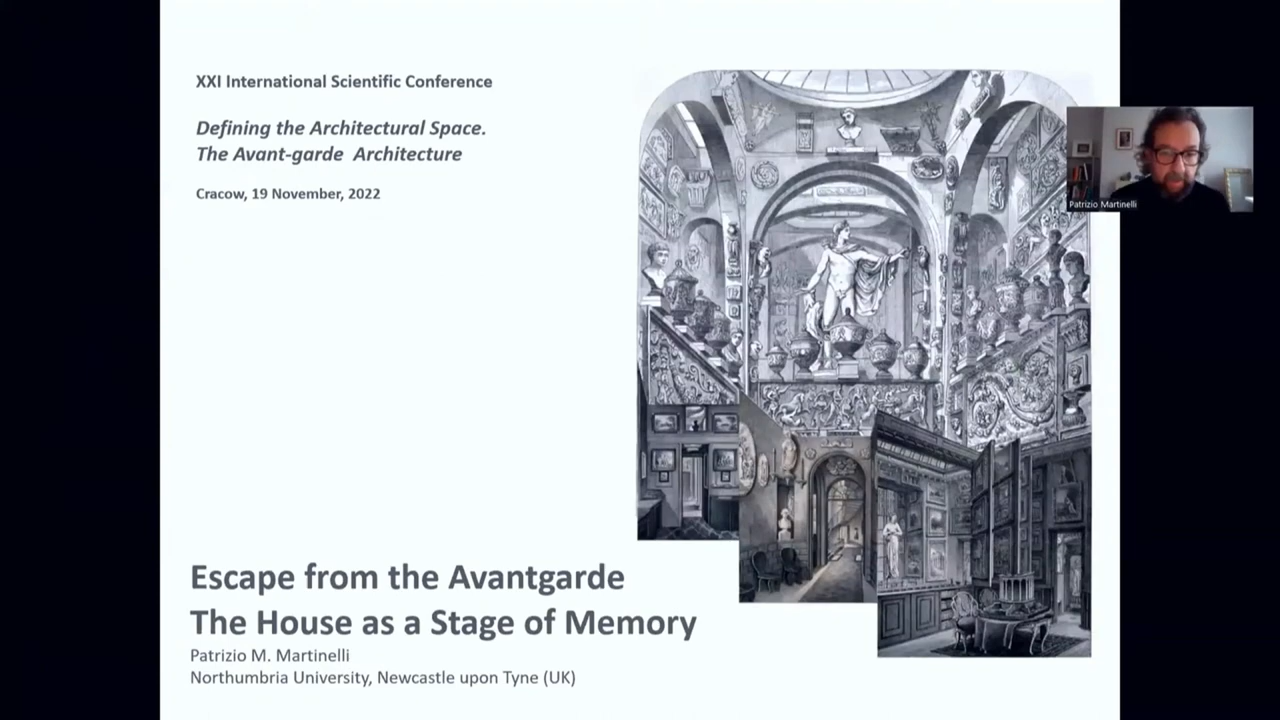 XXI International Scientific Conference
Defining the Architectural Space.
The Avant-garde Architecture
Cracow, 19 November, 2022
Patrizio Martinelli
Escape from the Avantgarde
The House as a Stage of Memory
Patrizio M. Martinelli
Northumbria University, Newcastle upon Tyne (UK)